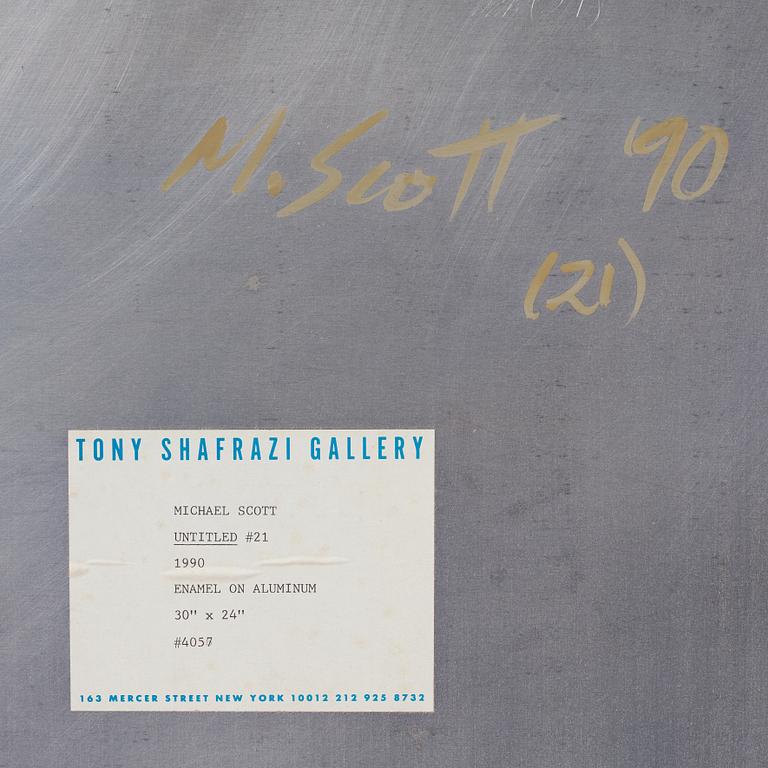 M. Scott '90
(21)
TONY SHAFRAZI GALLERY
MICHAEL SCOTT
UNTITLED #21
1990
ENAMEL ON ALUMINUM
30" x 24"
#4057
163 MERCER STREET NEW YORK 10012 212 925 8732